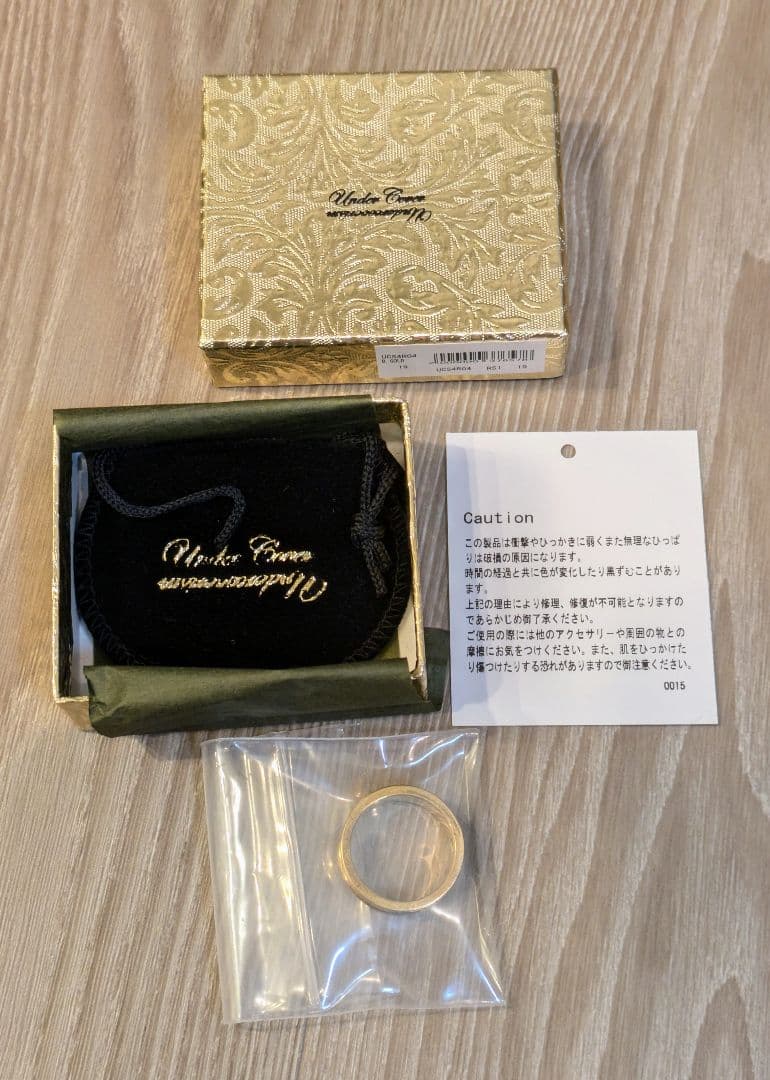 Under Cover
Undercoverism
UCS4R04
B.GOLD
19
UCS4R04 RS1 19
Under Cover
Undercoverism
Caution
この製品は衝撃やひっかきに弱くまた無理なひっぱ
りは破損の原因になります。
時間の経過と共に色が変化したり黒ずむことがあり
ます。
上記の理由により修理、修復が不可能となりますの
であらかじめ御了承ください。
ご使用の際には他のアクセサリーや周囲の物との
摩擦にお気をつけください。また、肌をひっかけた
り傷つけたりする恐れがありますので御注意ください。
0015